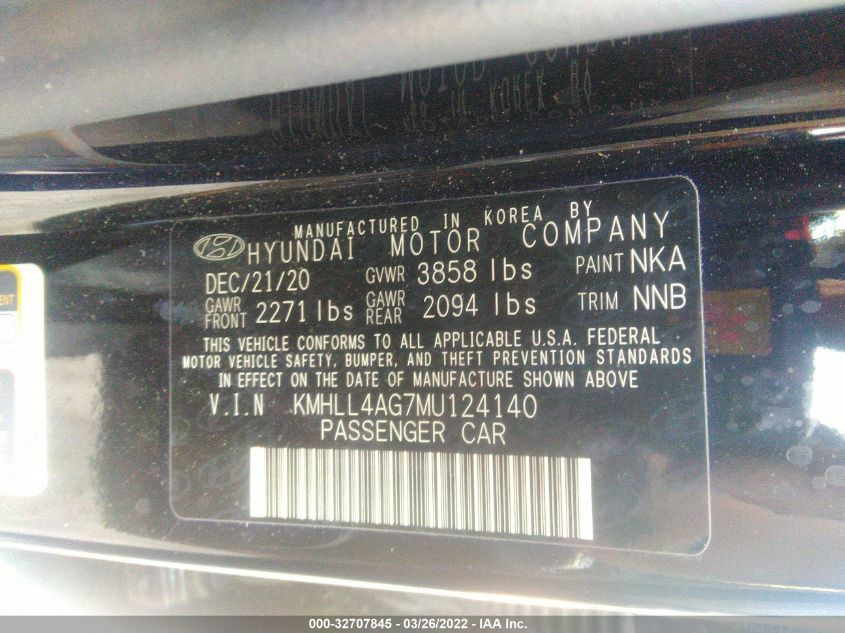 MANUFACTURED IN KOREA BY
HYUNDAI MOTOR COMPANY
DEC/21/20 GVWR 3858 lbs PAINT NKA
GAWR FRONT 2271 lbs GAWR REAR 2094 lbs TRIM NNB
THIS VEHICLE CONFORMS TO ALL APPLICABLE U.S.A. FEDERAL
MOTOR VEHICLE SAFETY, BUMPER, AND THEFT PREVENTION STANDARDS
IN EFFECT ON THE DATE OF MANUFACTURE SHOWN ABOVE
V.I.N KMHLL4AG7MU124140
PASSENGER CAR
000-32707845 - 03/26/2022 - IAA Inc.